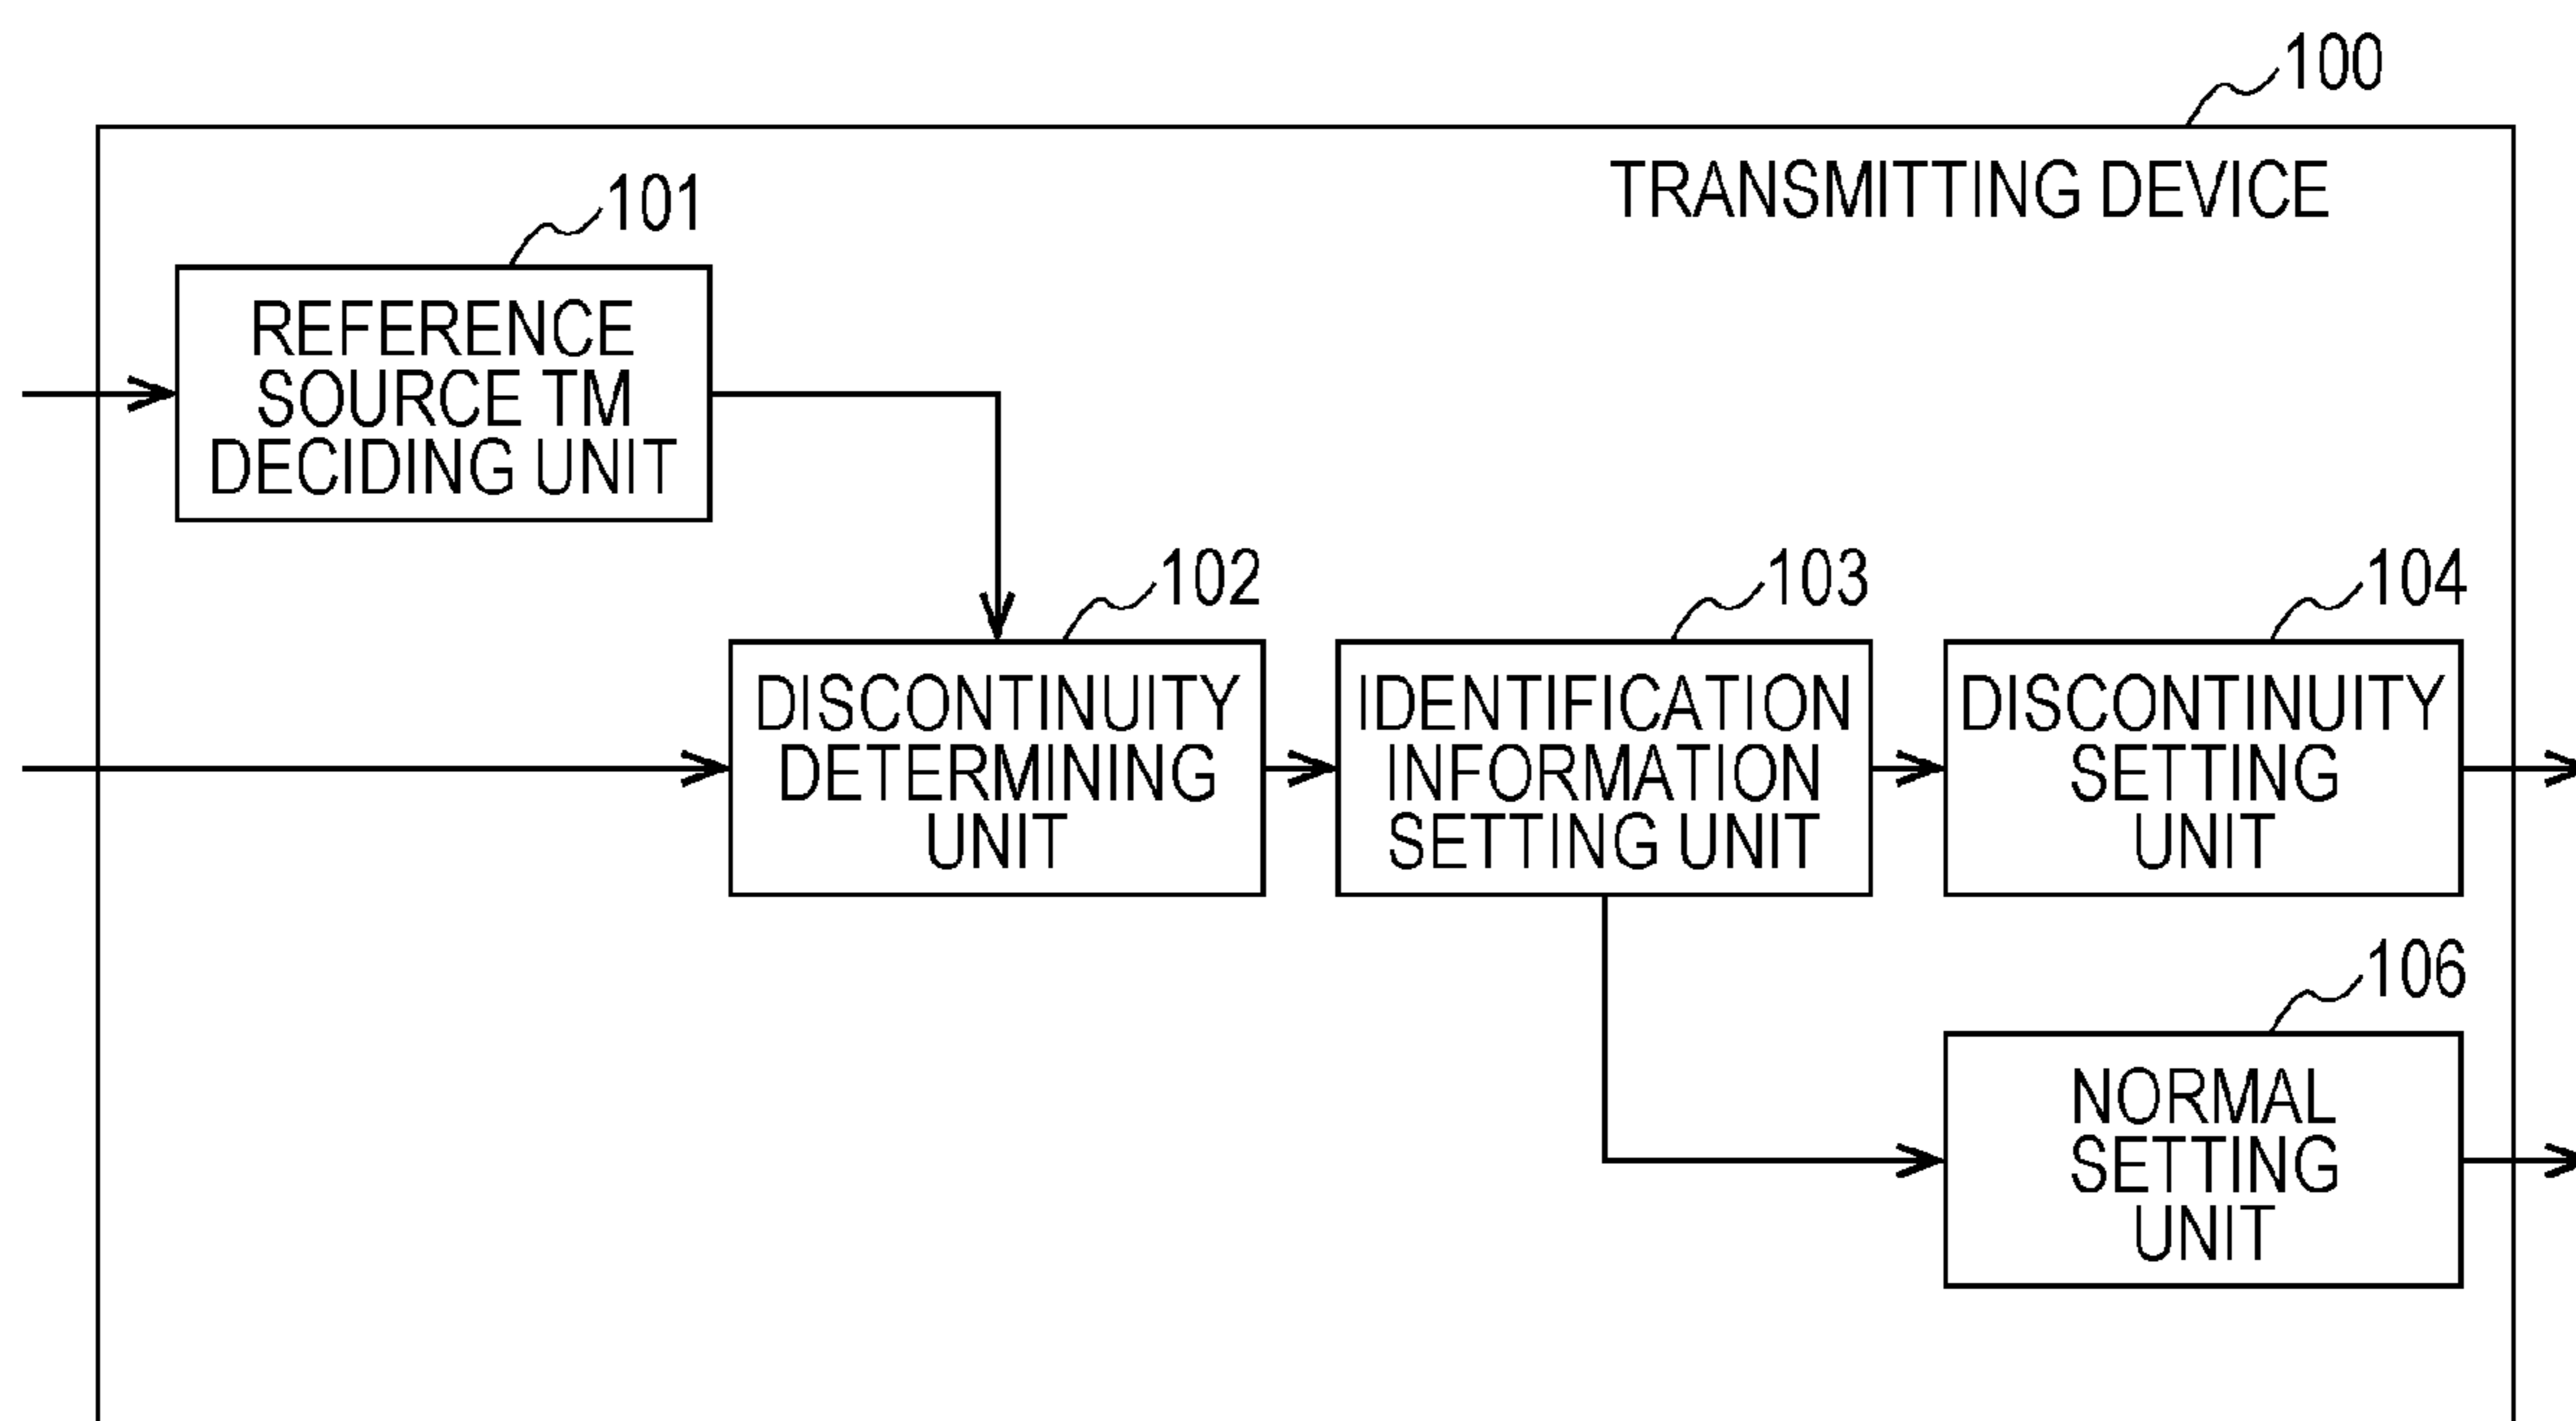 100
TRANSMITTING DEVICE
101
REFERENCE
SOURCE TM
DECIDING UNIT
102
DISCONTINUITY
DETERMINING
UNIT
103
IDENTIFICATION
INFORMATION
SETTING UNIT
104
DISCONTINUITY
SETTING
UNIT
106
NORMAL
SETTING
UNIT